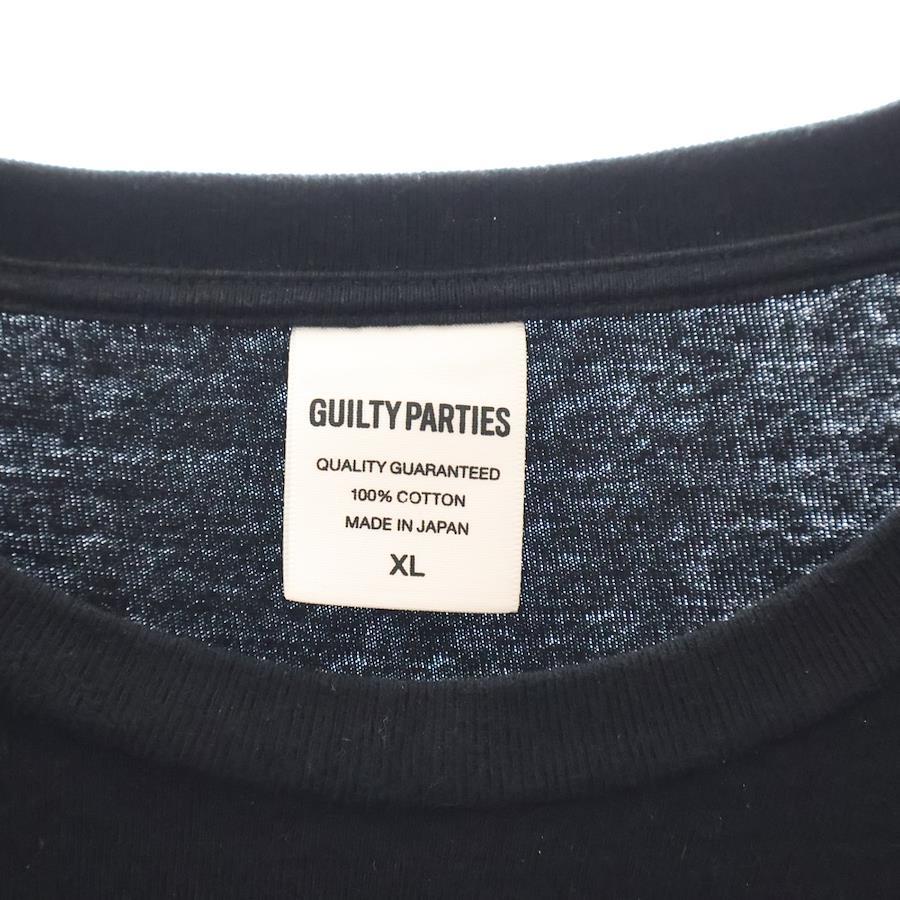 GUILTY PARTIES
QUALITY GUARANTEED
100% COTTON
MADE IN JAPAN
XL